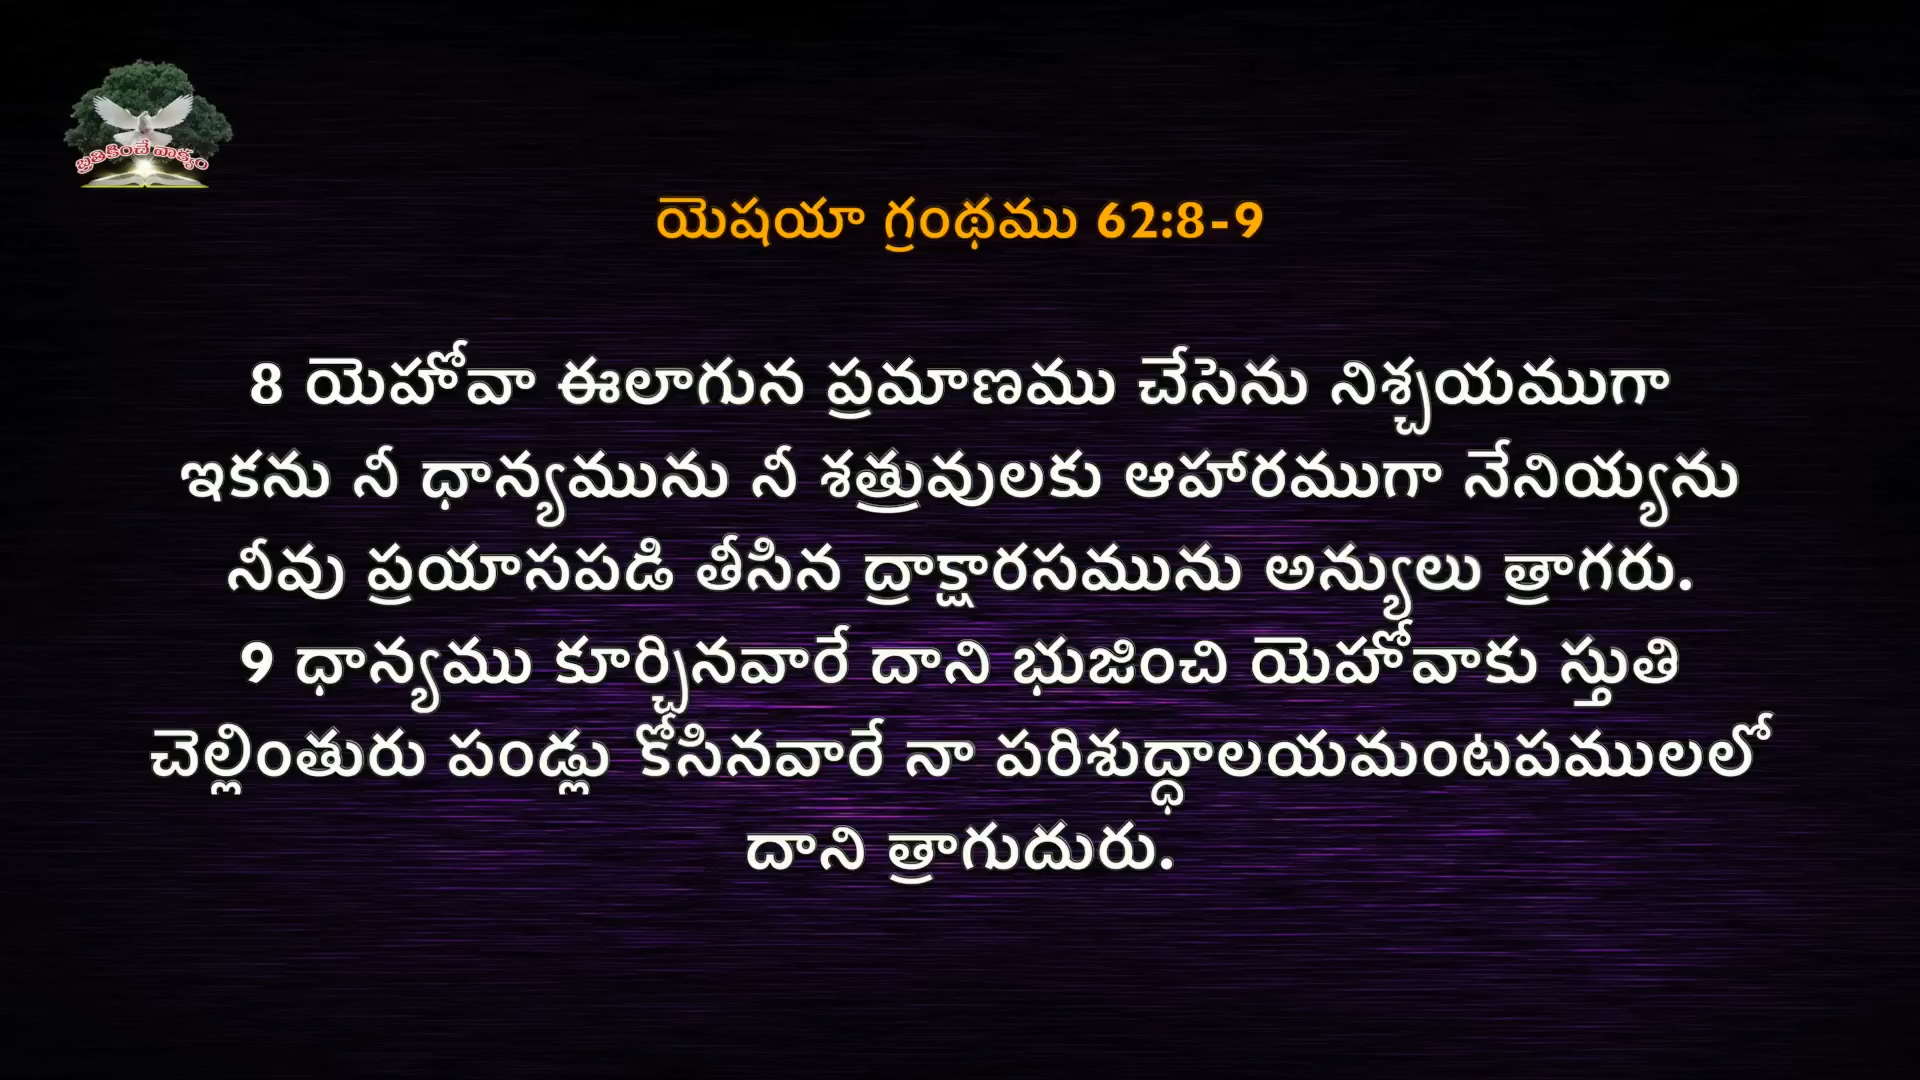 బ్రతికించే వాక్యం
యెషయా గ్రంథము 62:8-9
8 యెహోవా ఈలాగున ప్రమాణము చేసెను నిశ్చయముగా
ఇకను నీ ధాన్యమును నీ శత్రువులకు ఆహారముగా నేనియ్యను
నీవు ప్రయాసపడి తీసిన ద్రాక్షారసమును అన్యులు త్రాగరు.
9 ధాన్యము కూర్చినవారే దాని భుజించి యెహోవాకు స్తుతి
చెల్లింతురు పండ్లు కోసినవారే నా పరిశుద్ధాలయమంటపములలో
దాని త్రాగుదురు.